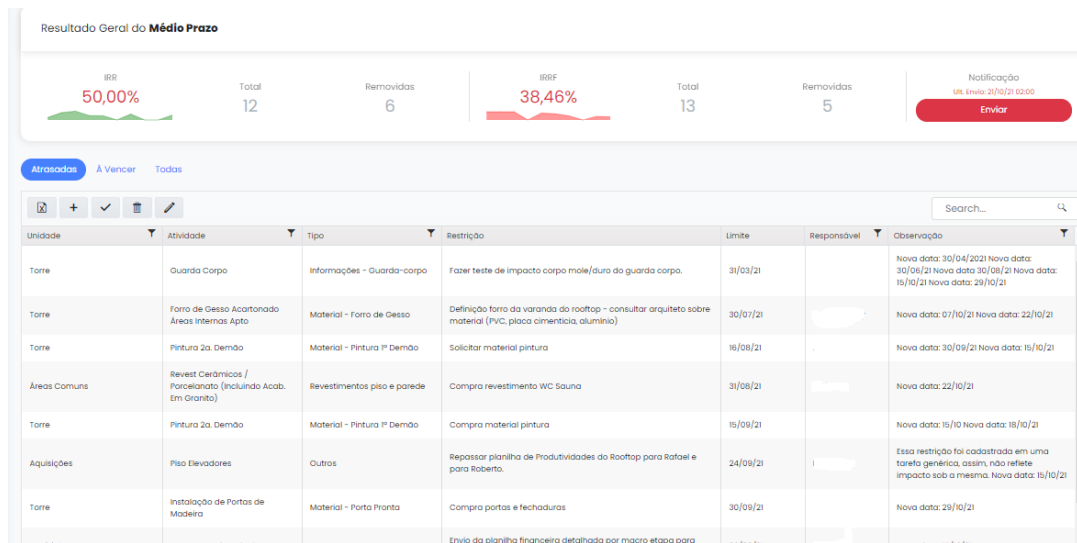 Resultado Geral do Médio Prazo
IRR
50,00%
Total
12
Removidas
6
IRRF
38,46%
Total
13
Removidas
5
Notificação
Ult. Envio: 21/10/21 02:00
Enviar
Atrasadas À Vencer Todas
Search...
Unidade Atividade Tipo Restrição Limite Responsável Observação
Torre Guarda Corpo Informações - Guarda-corpo Fazer teste de impacto corpo mole/duro do guarda corpo. 31/03/21
Nova data: 30/04/2021 Nova data:
30/06/21 Nova data 30/08/21 Nova data:
15/10/21 Nova data: 29/10/21
Torre
Forro de Gesso Acartonado
Áreas Internas Apto
Material - Forro de Gesso
Definição forro da varanda do rooftop - consultar arquiteto sobre
material (PVC, placa cimenticia, alumínio)
30/07/21
Nova data: 07/10/21 Nova data: 22/10/21
Torre Pintura 2a. Demão Material - Pintura 1ª Demão Solicitar material pintura 16/08/21 Nova data: 30/09/21 Nova data: 15/10/21
Áreas Comuns
Revest Cerâmicos /
Porcelanato (Incluindo Acab.
Em Granito)
Revestimentos piso e parede
Compra revestimento WC Sauna
31/08/21
Nova data: 22/10/21
Torre Pintura 2a. Demão Material - Pintura 1ª Demão Compra material pintura 15/09/21 Nova data: 15/10 Nova data: 18/10/21
Aquisições
Piso Elevadores
Outros
Repassar planilha de Produtividades do Rooftop para Rafael e
para Roberto.
24/09/21
Essa restrição foi cadastrada em uma
tarefa genérica, assim, não reflete
impacto sob a mesma. Nova data: 15/10/21
Torre
Instalação de Portas de
Madeira
Material - Porta Pronta
Compra portas e fechaduras
30/09/21
Nova data: 29/10/21
Envio da planilha financeira detalhada por macro etapa para